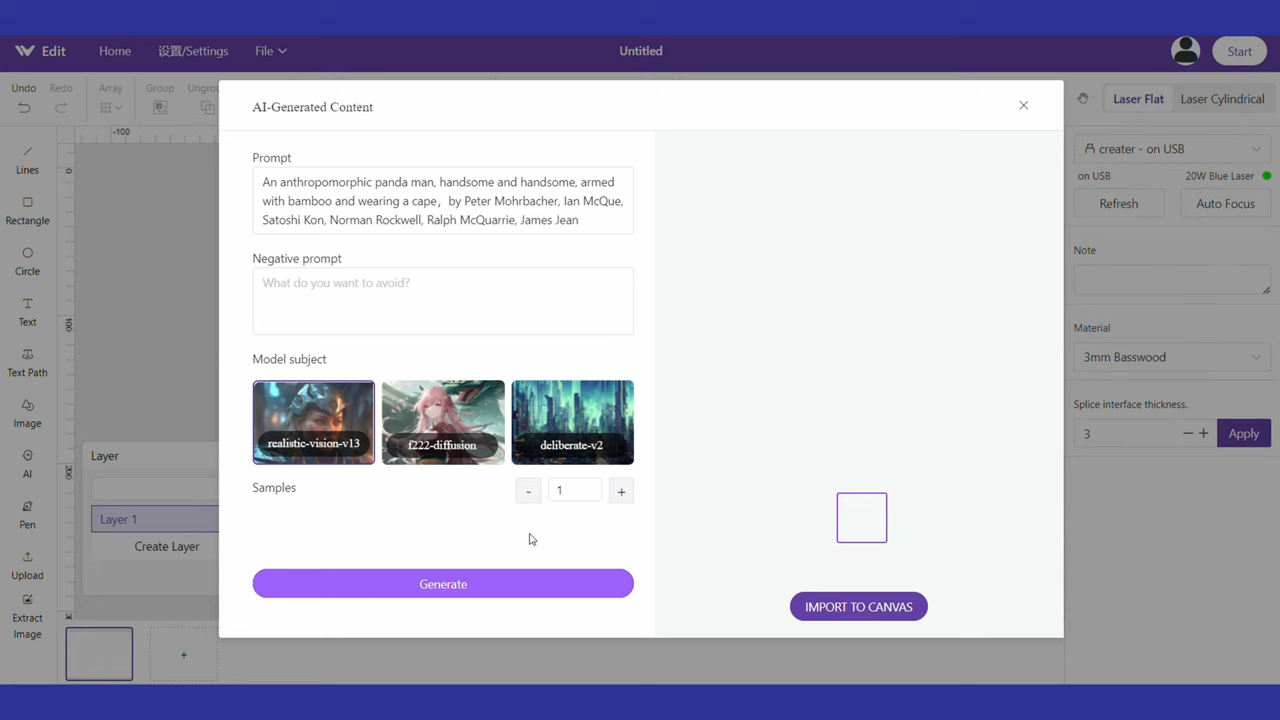 Edit
Home
设置/Settings
File
Untitled
Start
Undo
Redo
Array
Group
-100
Lines
Rectangle
Circle
Text
Text Path
Image
AI
Pen
Upload
Extract
Image
0
100
200
Layer
Layer 1
Create Layer
+
AI-Generated Content
Prompt
An anthropomorphic panda man, handsome and handsome, armed
with bamboo and wearing a cape，by Peter Mohrbacher, Ian McQue,
Satoshi Kon, Norman Rockwell, Ralph McQuarrie, James Jean
Negative prompt
What do you want to avoid?
Model subject
realistic-vision-v13
f222-diffusion
deliberate-v2
Samples
-
1
+
Generate
IMPORT TO CANVAS
Laser Flat
Laser Cylindrical
creater - on USB
on USB
20W Blue Laser
Refresh
Auto Focus
Note
Material
3mm Basswood
Splice interface thickness.
3
Apply